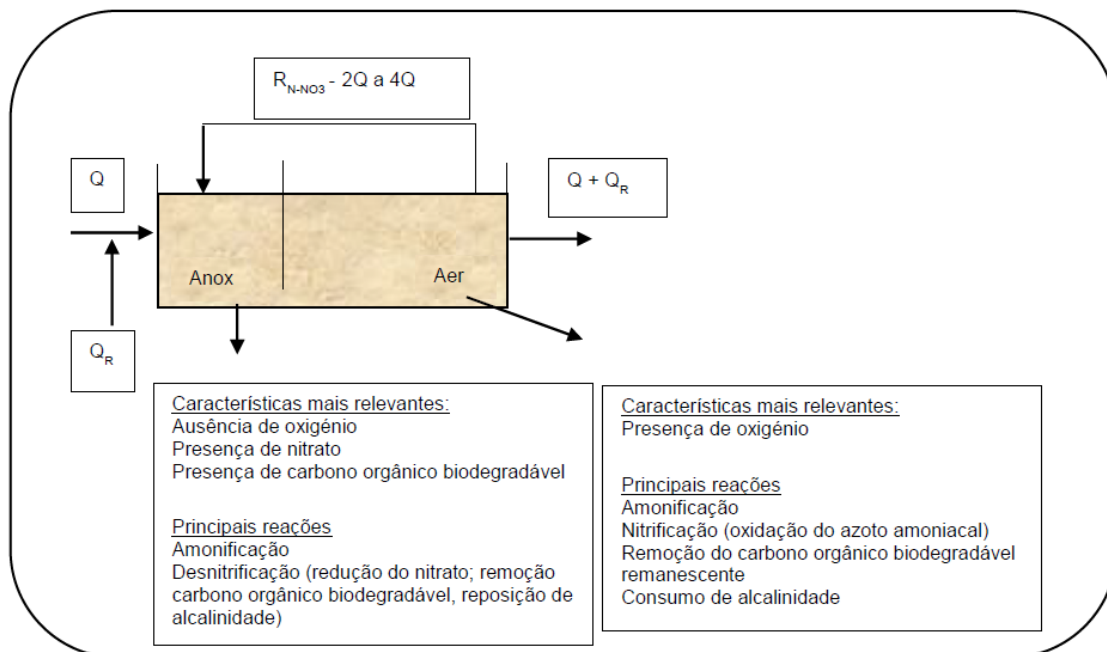 R_N-NO3 - 2Q a 4Q
Q
Q + Q_R
Anox
Aer
Q_R
Características mais relevantes:
Ausência de oxigénio
Presença de nitrato
Presença de carbono orgânico biodegradável
Principais reações
Amonificação
Desnitrificação (redução do nitrato; remoção
carbono orgânico biodegradável, reposição de
alcalinidade)
Características mais relevantes:
Presença de oxigénio
Principais reações
Amonificação
Nitrificação (oxidação do azoto amoniacal)
Remoção do carbono orgânico biodegradável
remanescente
Consumo de alcalinidade